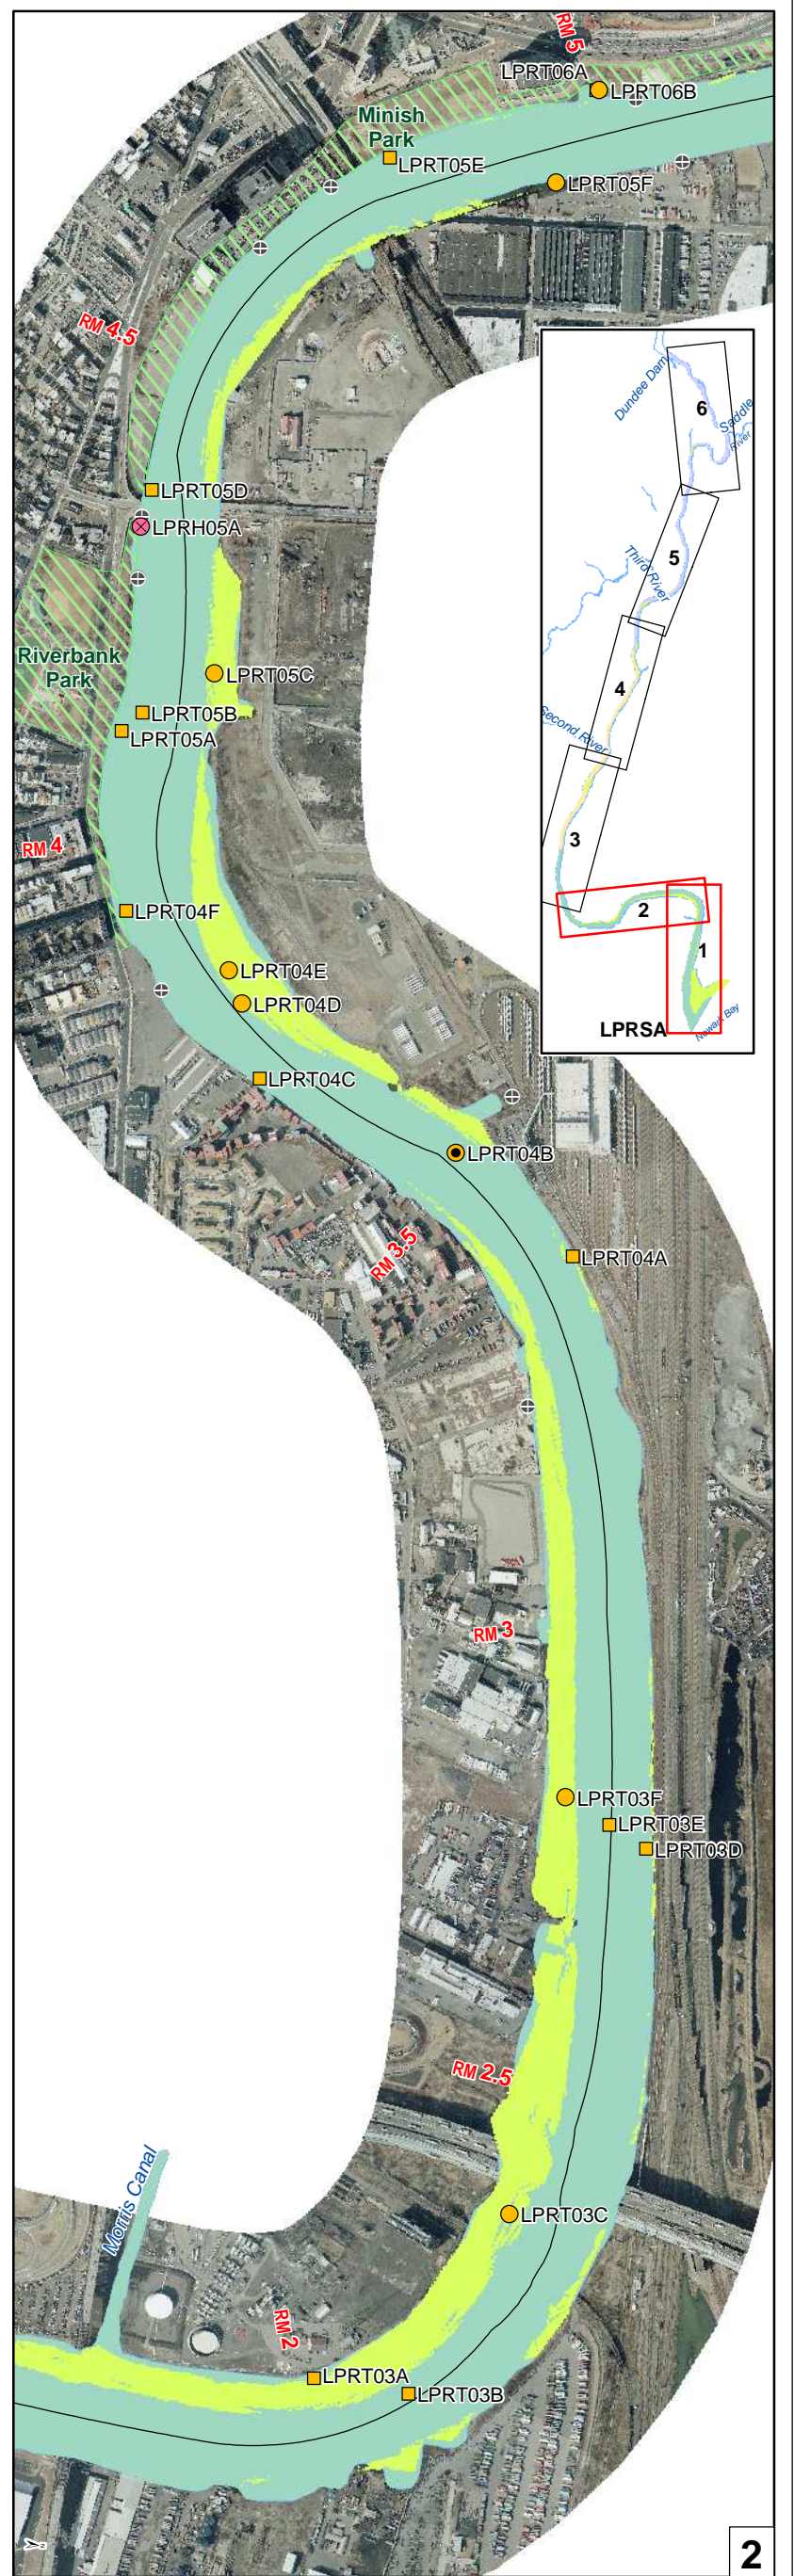 RM 5
LPRT06A
LPRT06B
Minish
Park
LPRT05E
LPRT05F
RM 4.5
LPRT05D
LPRH05A
Riverbank
Park
LPRT05C
LPRT05B
LPRT05A
RM 4
LPRT04F
LPRT04E
LPRT04D
LPRT04C
LPRT04B
LPRT04A
RM 3.5
RM 3
LPRT03F
LPRT03E
LPRT03D
RM 2.5
LPRT03C
Morris Canal
RM 2
LPRT03A
LPRT03B
Dundee Dam
6
Saddle
River
5
Third River
4
Second River
3
2
1
LPRSA
Newark Bay
2